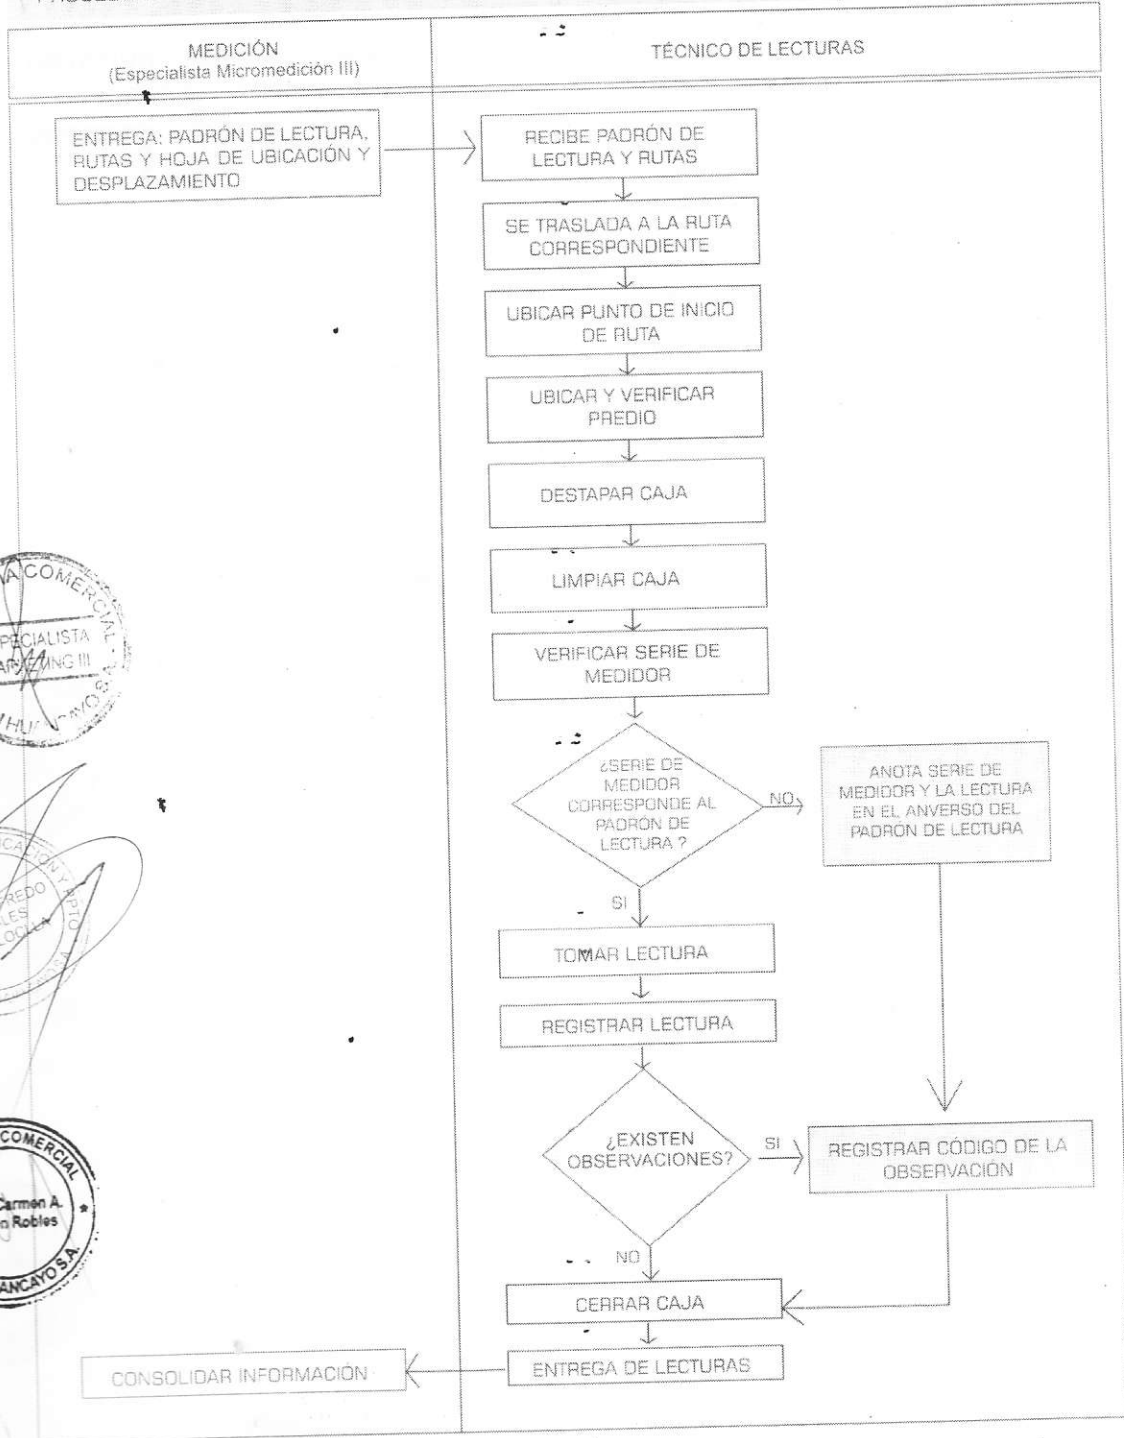 MEDICIÓN
(Especialista Micromedición III)
TÉCNICO DE LECTURAS
ENTREGA: PADRÓN DE LECTURA,
RUTAS Y HOJA DE UBICACIÓN Y
DESPLAZAMIENTO
RECIBE PADRÓN DE
LECTURA Y RUTAS
SE TRASLADA A LA RUTA
CORRESPONDIENTE
UBICAR PUNTO DE INICIO
DE RUTA
UBICAR Y VERIFICAR
PREDIO
DESTAPAR CAJA
LIMPIAR CAJA
VERIFICAR SERIE DE
MEDIDOR
¿SERIE DE
MEDIDOR
CORRESPONDE AL
PADRÓN DE
LECTURA ?
NO
ANOTA SERIE DE
MEDIDOR Y LA LECTURA
EN EL ANVERSO DEL
PADRÓN DE LECTURA
SI
TOMAR LECTURA
REGISTRAR LECTURA
¿EXISTEN
OBSERVACIONES?
SI
REGISTRAR CÓDIGO DE LA
OBSERVACIÓN
NO
CERRAR CAJA
ENTREGA DE LECTURAS
CONSOLIDAR INFORMACIÓN
COMERCIAL
PECIALISTA
III
COMERCIAL
Carmen A.
Robles
ANCAYO S.A.